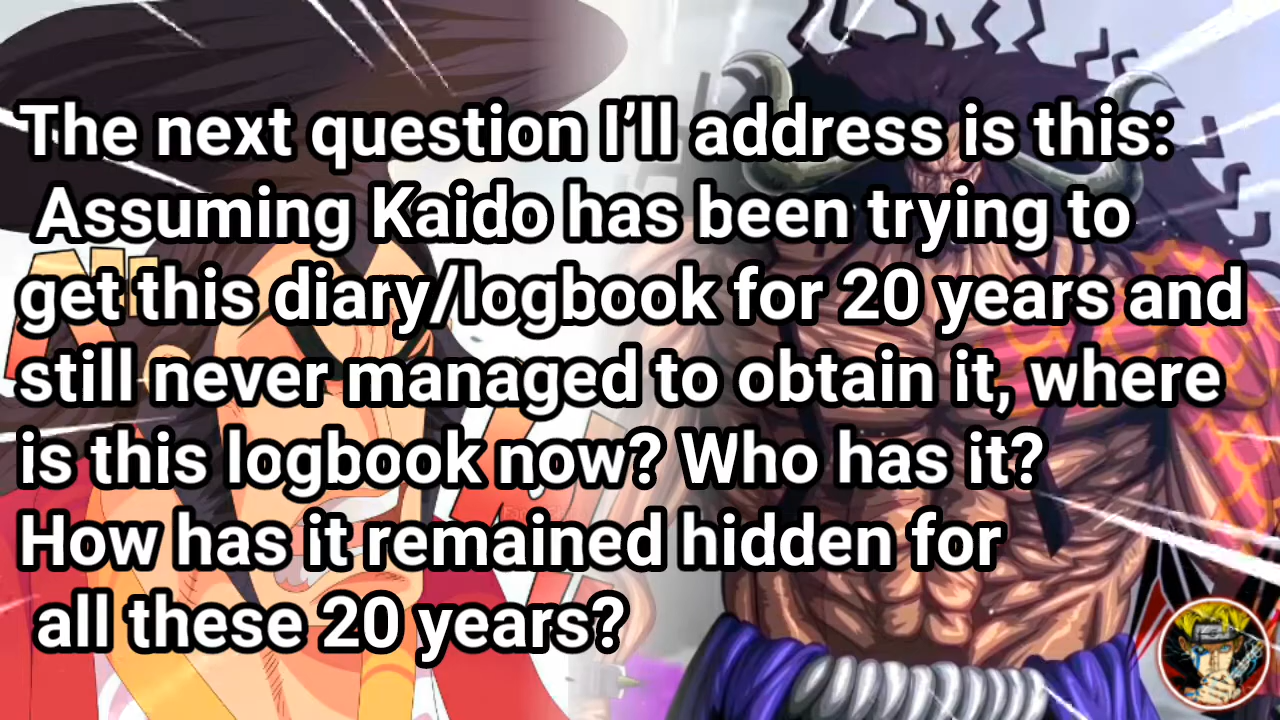 The next question I’ll address is this:
Assuming Kaido has been trying to
get this diary/logbook for 20 years and
still never managed to obtain it, where
is this logbook now? Who has it?
How has it remained hidden for
all these 20 years?